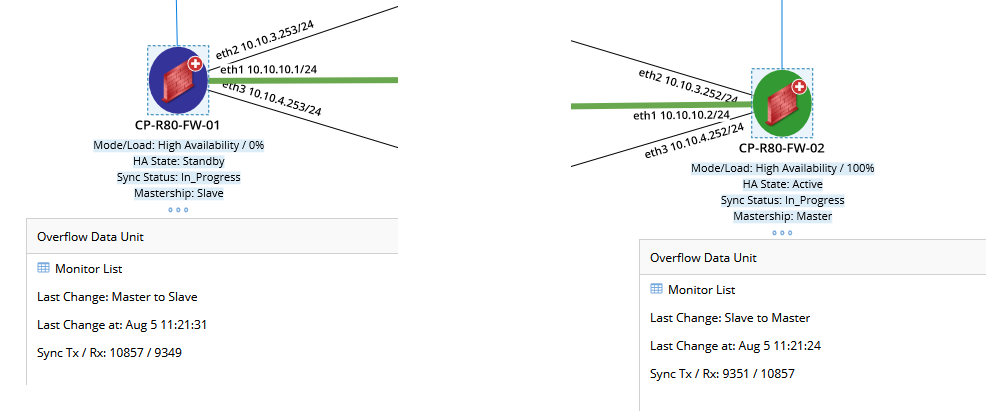 eth2 10.10.3.253/24
eth1 10.10.10.1/24
eth3 10.10.4.253/24
CP-R80-FW-01
Mode/Load: High Availability / 0%
HA State: Standby
Sync Status: In_Progress
Mastership: Slave
Overflow Data Unit
Monitor List
Last Change: Master to Slave
Last Change at: Aug 5 11:21:31
Sync Tx / Rx: 10857 / 9349
eth2 10.10.3.252/24
eth1 10.10.10.2/24
eth3 10.10.4.252/24
CP-R80-FW-02
Mode/Load: High Availability / 100%
HA State: Active
Sync Status: In_Progress
Mastership: Master
Overflow Data Unit
Monitor List
Last Change: Slave to Master
Last Change at: Aug 5 11:21:24
Sync Tx / Rx: 9351 / 10857